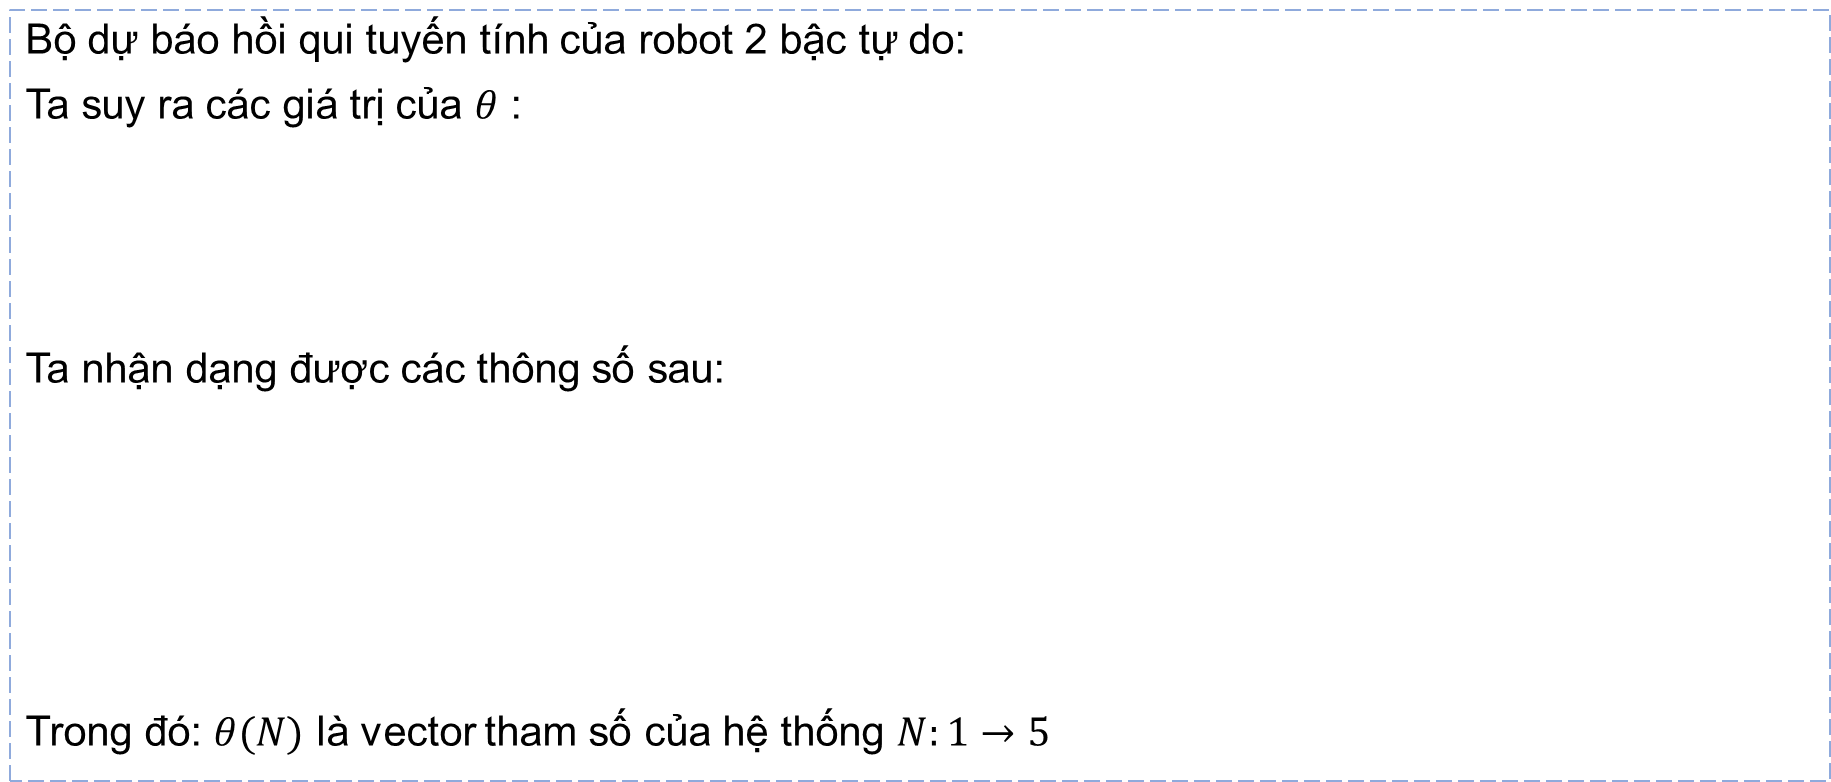 Bộ dự báo hồi qui tuyến tính của robot 2 bậc tự do:
Ta suy ra các giá trị của 𝜃 :
Ta nhận dạng được các thông số sau:
Trong đó: 𝜃(𝑁) là vector tham số của hệ thống 𝑁: 1 → 5